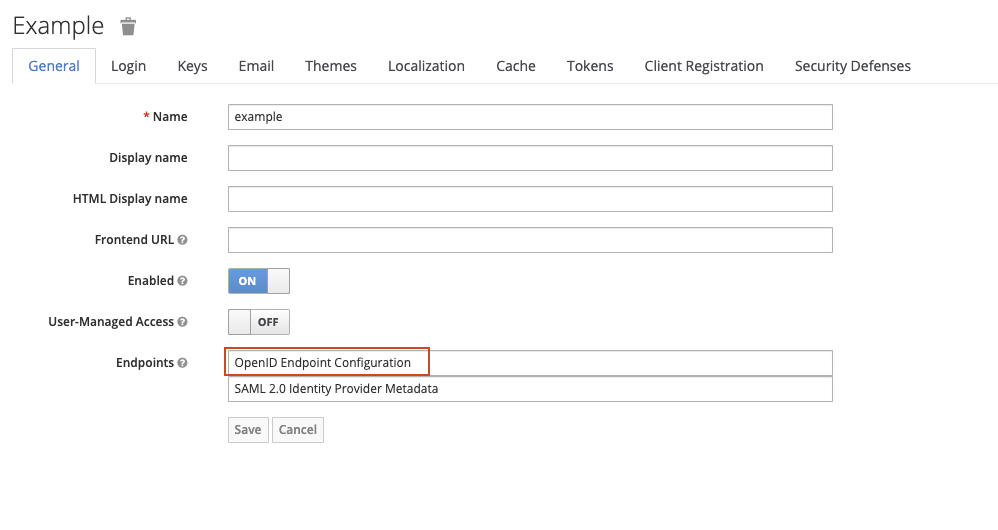 Example
General Login Keys Email Themes Localization Cache Tokens Client Registration Security Defenses
* Name example
Display name
HTML Display name
Frontend URL ?
Enabled ? ON
User-Managed Access ? OFF
Endpoints ? OpenID Endpoint Configuration
SAML 2.0 Identity Provider Metadata
Save Cancel